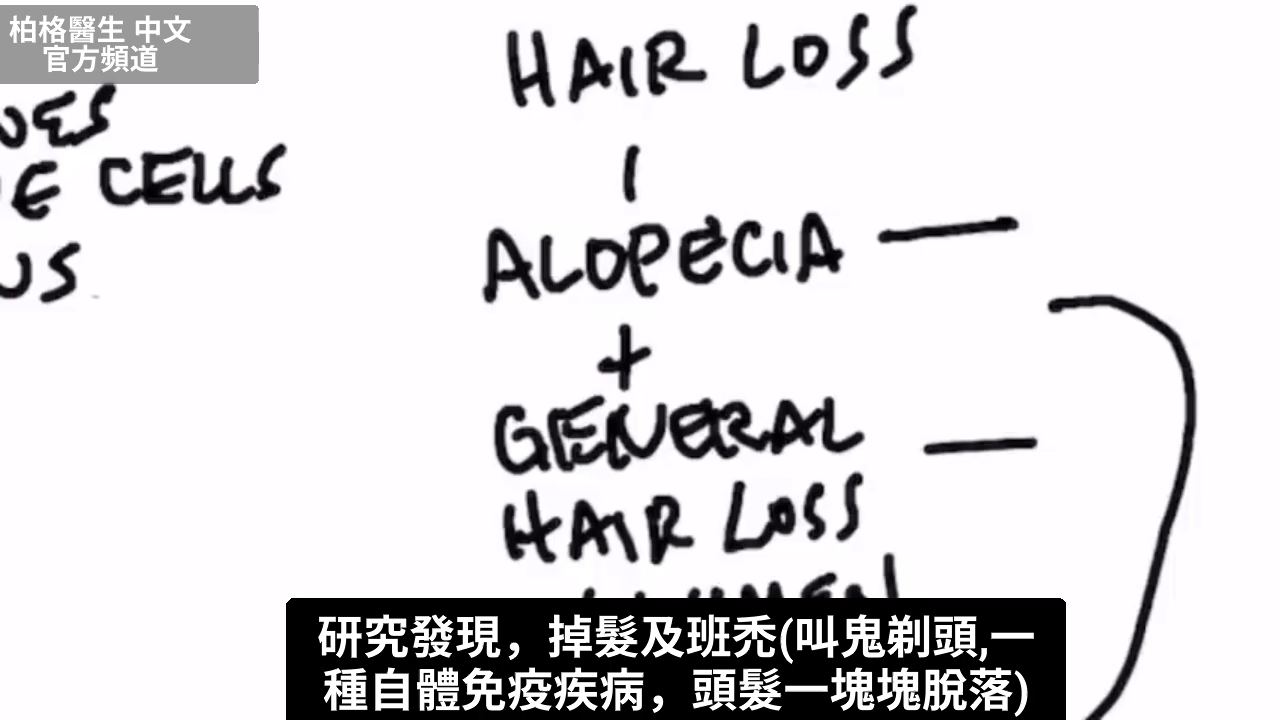 柏格醫生 中文
官方頻道
HAIR LOSS
CELLS
ALOPECIA
+
GENERAL
HAIR LOSS
研究發現，掉髮及班禿(叫鬼剃頭,一
種自體免疫疾病，頭髮一塊塊脫落)